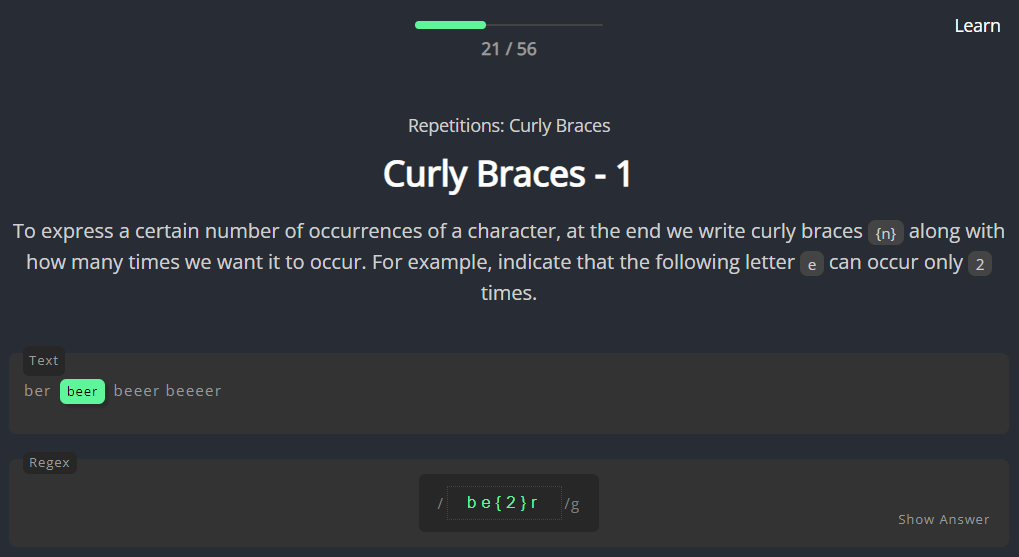 Learn
21 / 56
Repetitions: Curly Braces
Curly Braces - 1
To express a certain number of occurrences of a character, at the end we write curly braces {n} along with
how many times we want it to occur. For example, indicate that the following letter e can occur only 2
times.
Text
ber beer beeer beeeer
Regex
/ be{2}r /g
Show Answer